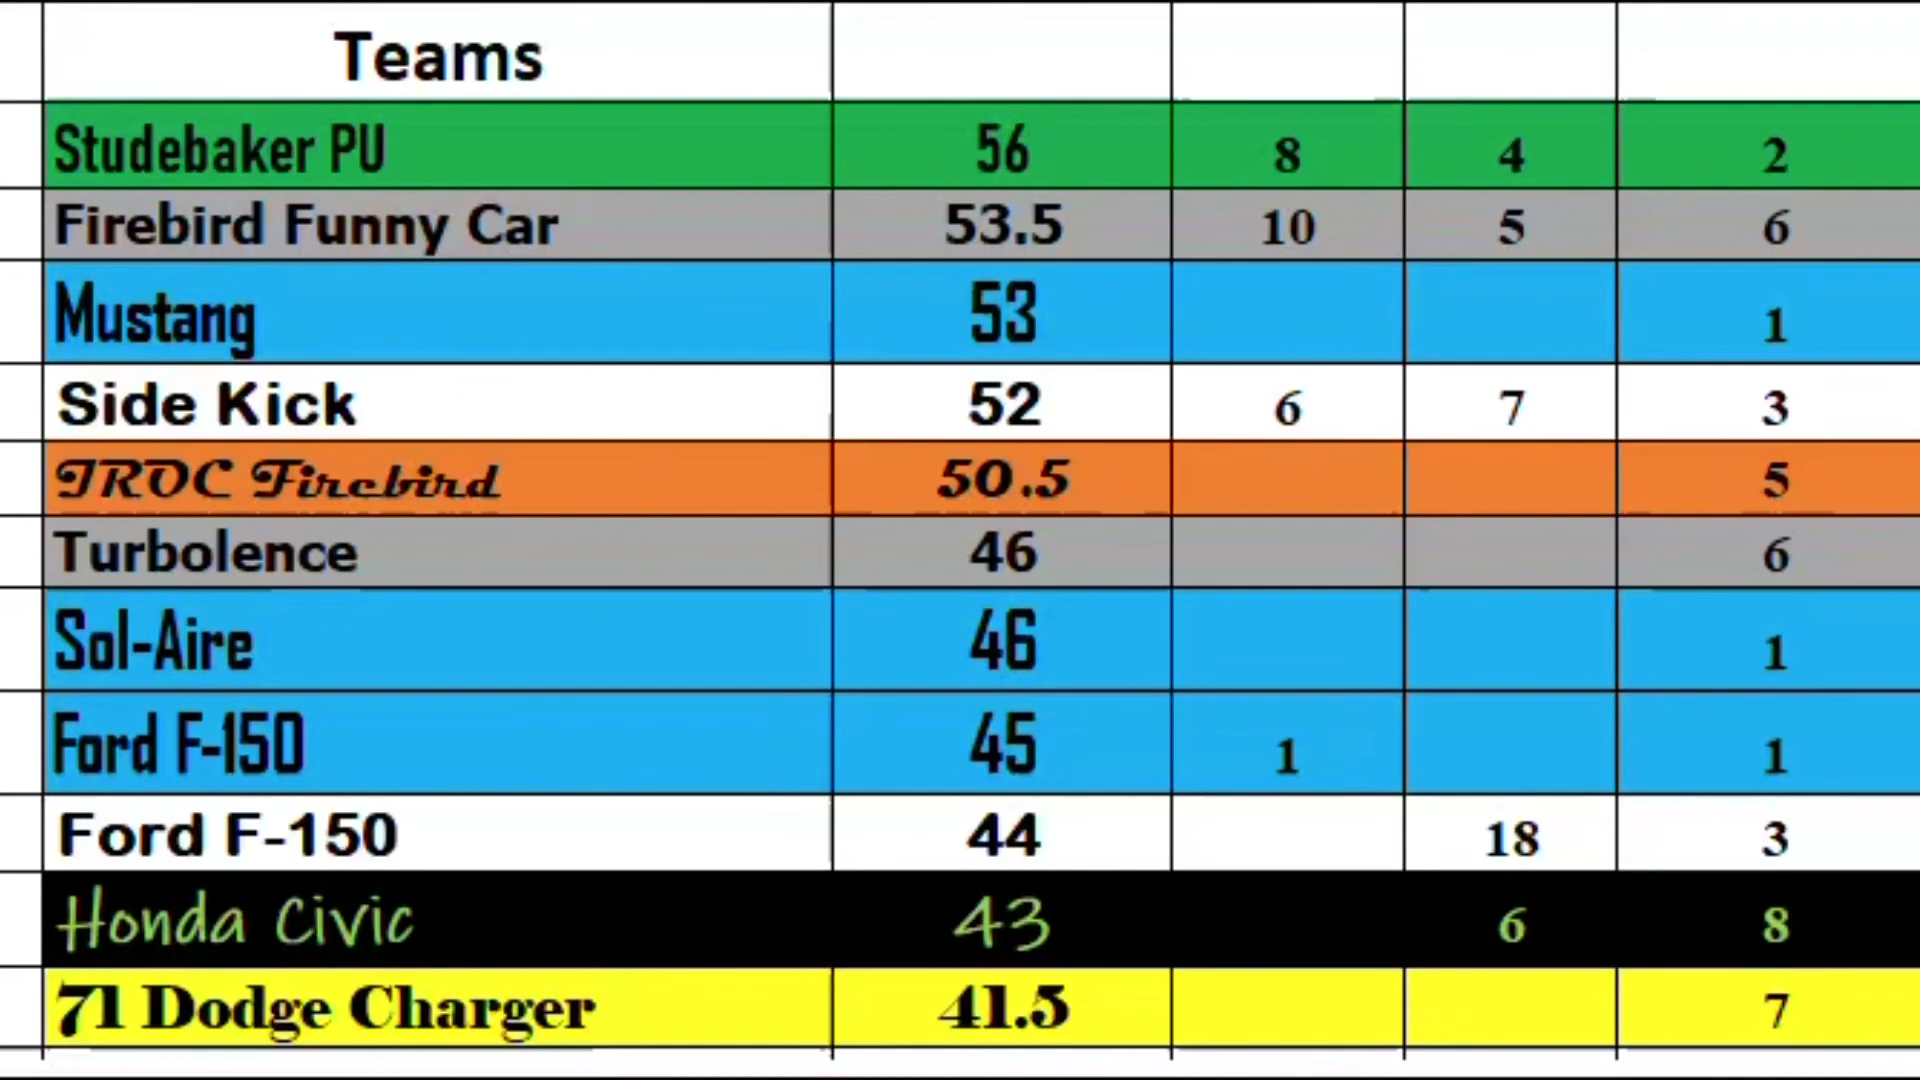 Teams
Studebaker PU 56 8 4 2
Firebird Funny Car 53.5 10 5 6
Mustang 53 1
Side Kick 52 6 7 3
IROC Firebird 50.5 5
Turbolence 46 6
Sol-Aire 46 1
Ford F-150 45 1 1
Ford F-150 44 18 3
Honda Civic 43 6 8
71 Dodge Charger 41.5 7